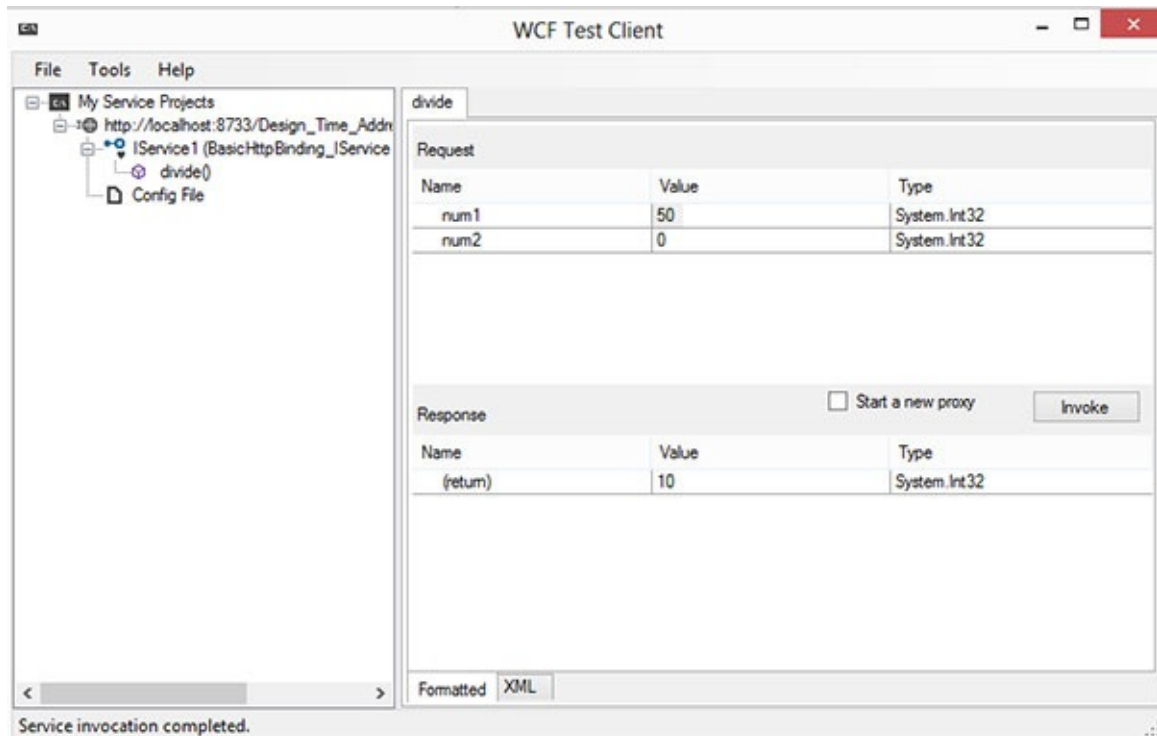 WCF Test Client
File Tools Help
My Service Projects
http://localhost:8733/Design_Time_Addre
IService1 (BasicHttpBinding_IService
divide()
Config File
divide
Request
Name Value Type
num1 50 System.Int32
num2 0 System.Int32
Response Start a new proxy Invoke
Name Value Type
(return) 10 System.Int32
Formatted XML
Service invocation completed.